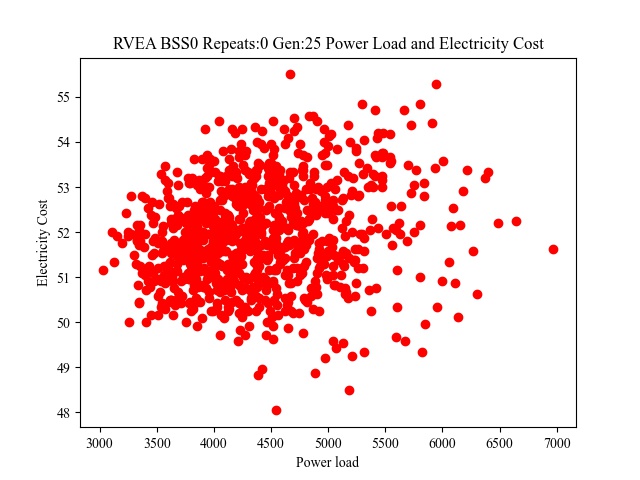 RVEA BSS0 Repeats:0 Gen:25 Power Load and Electricity Cost
55
54
53
52
51
50
49
48
Electricity Cost
3000 3500 4000 4500 5000 5500 6000 6500 7000
Power load